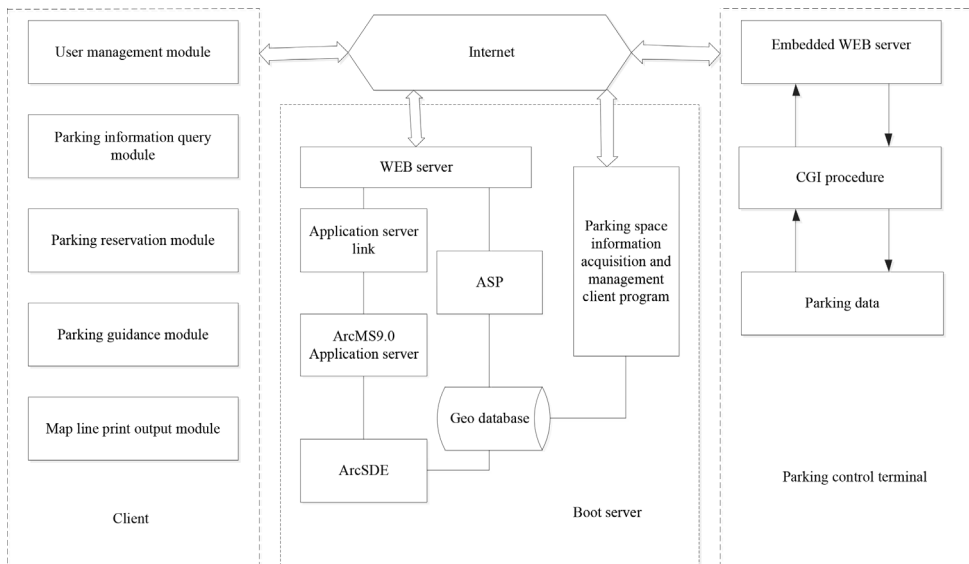 User management module
Parking information query
module
Parking reservation module
Parking guidance module
Map line print output module
Client
Internet
WEB server
Application server
link
ArcMS9.0
Application server
ArcSDE
ASP
Geo database
Parking space
information
acquisition and
management
client program
Boot server
Embedded WEB server
CGI procedure
Parking data
Parking control terminal